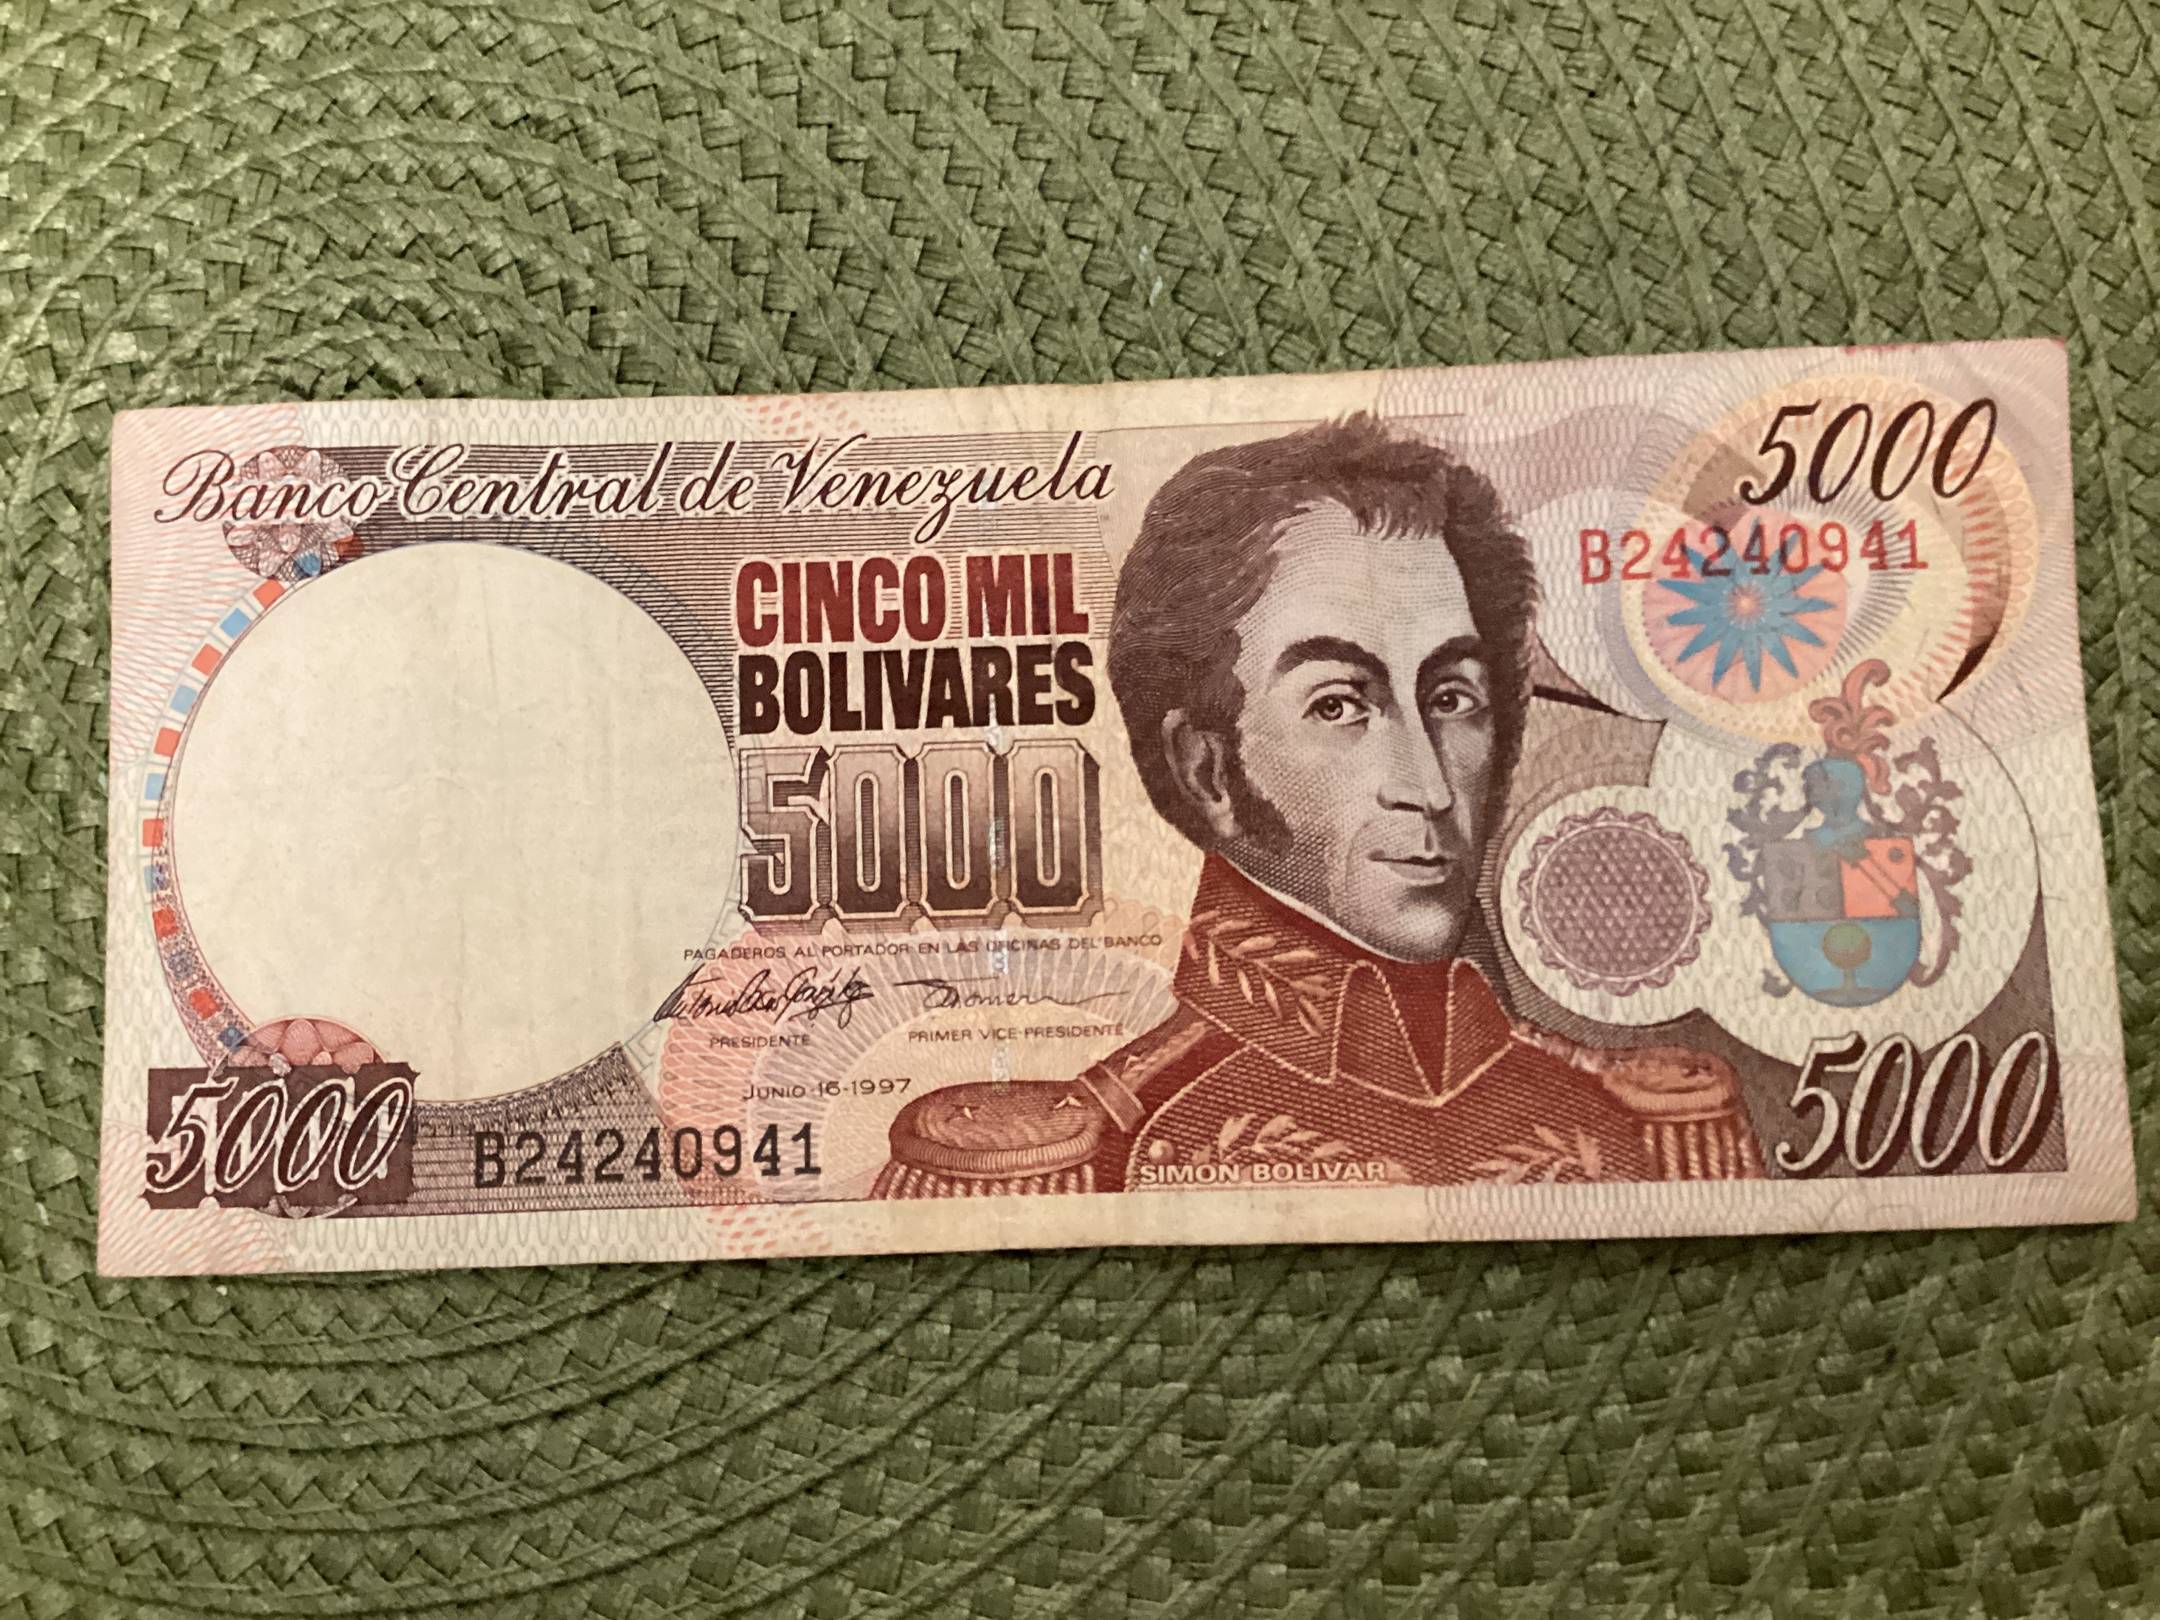 Banco Central de Venezuela
5000
B24240941
CINCO MIL
BOLIVARES
5000
PAGADEROS AL PORTADOR EN LAS OFICINAS DEL BANCO
PRESIDENTE
PRIMER VICE-PRESIDENTE
JUNIO-16-1997
5000
B24240941
SIMON BOLIVAR
5000